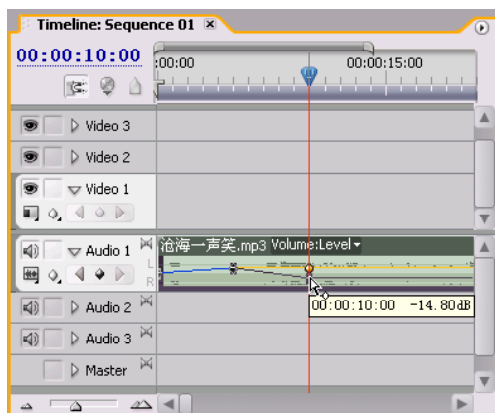 Timeline: Sequence 01
00:00:10:00
:00:00
00:00:15:00
Video 3
Video 2
Video 1
Audio 1
沧海一声笑.mp3 Volume:Level
L
R
00:00:10:00 -14.80dB
Audio 2
Audio 3
Master